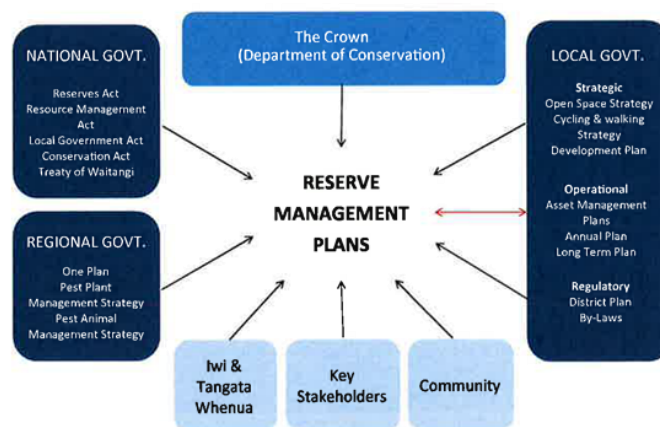 The Crown
(Department of Conservation)
NATIONAL GOVT.
Reserves Act
Resource Management
Act
Local Government Act
Conservation Act
Treaty of Waitangi
REGIONAL GOVT.
One Plan
Pest Plant
Management Strategy
Pest Animal
Management Strategy
RESERVE
MANAGEMENT
PLANS
LOCAL GOVT.
Strategic
Open Space Strategy
Cycling & walking
Strategy
Development Plan
Operational
Asset Management
Plans
Annual Plan
Long Term Plan
Regulatory
District Plan
By-Laws
Iwi &
Tangata
Whenua
Key
Stakeholders
Community